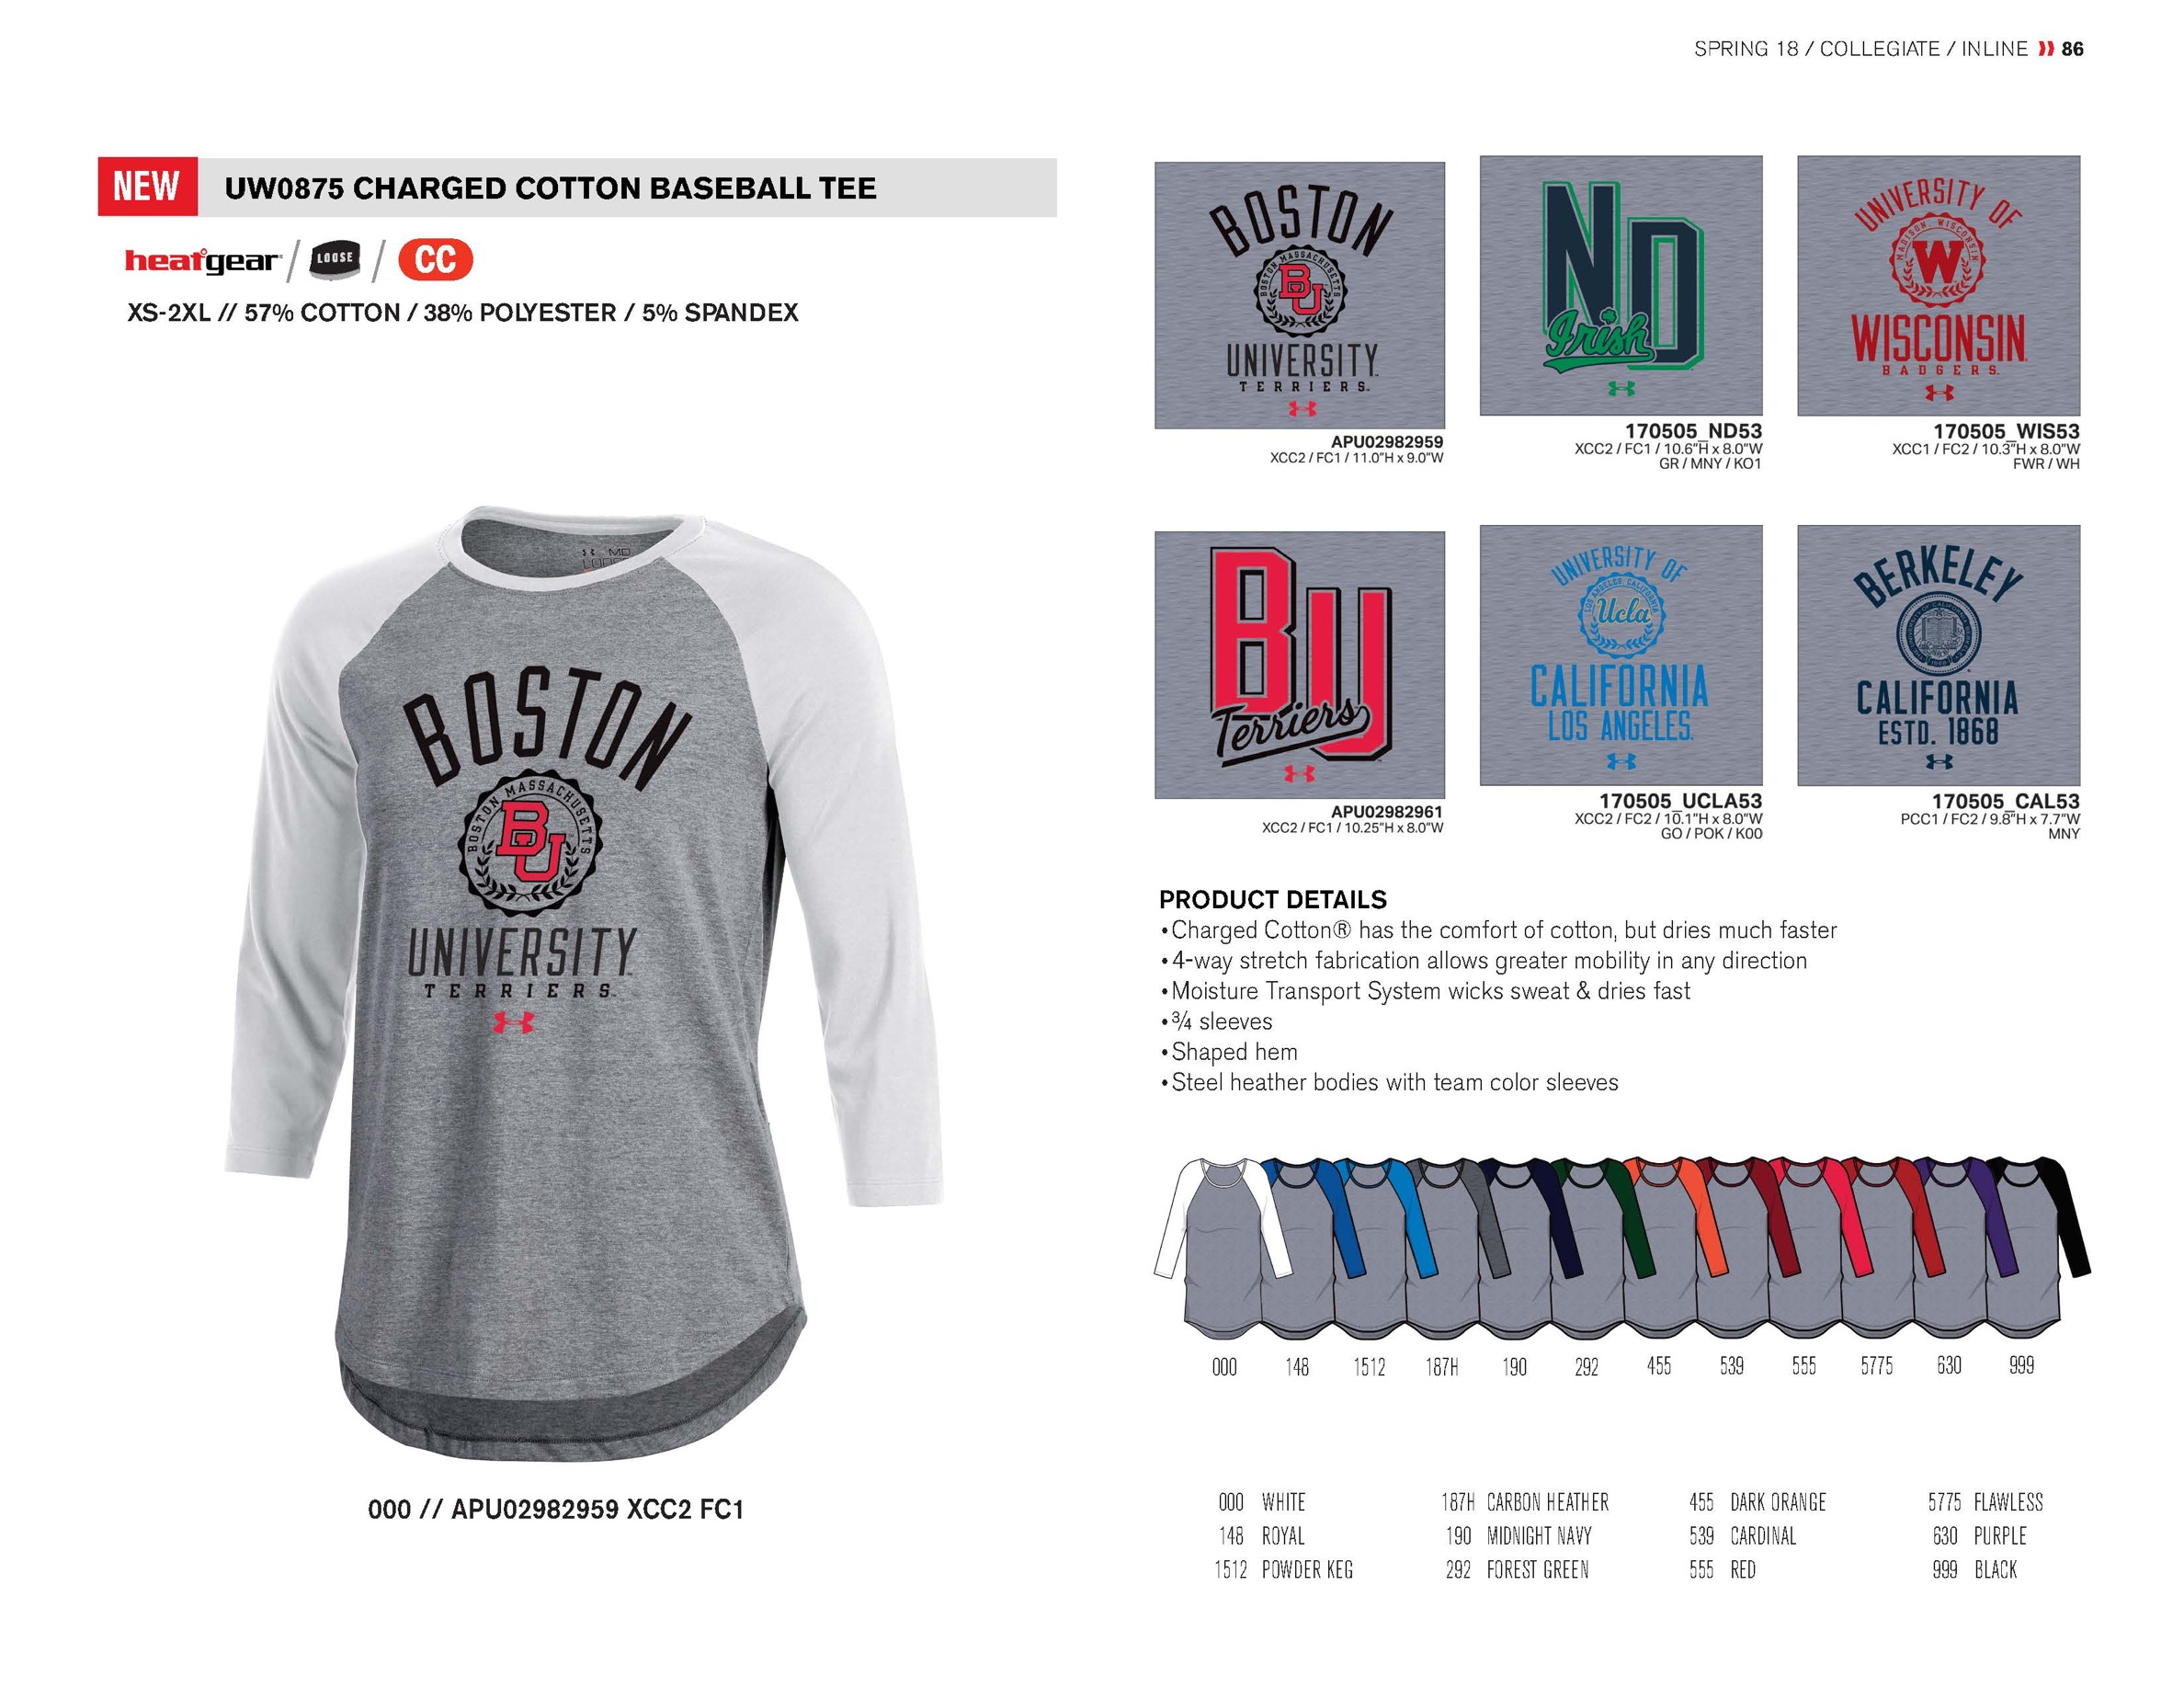 SPRING 18 / COLLEGIATE / INLINE 86
NEW UW0875 CHARGED COTTON BASEBALL TEE
heatgear / LOOSE / CC
XS-2XL // 57% COTTON / 38% POLYESTER / 5% SPANDEX
MD
LOOSE
BOSTON
BOSTON MASSACHUSETTS
BU
UNIVERSITY™
TERRIERS™
000 // APU02982959 XCC2 FC1
BOSTON
BOSTON MASSACHUSETTS
BU
UNIVERSITY™
TERRIERS™
APU02982959
XCC2 / FC1 / 11.0"H x 9.0"W
ND
Irish
170505_ND53
XCC2 / FC1 / 10.6"H x 8.0"W
GR / MNY / KO1
UNIVERSITY OF
MADISON WISCONSIN
W
WISCONSIN
BADGERS
170505_WIS53
XCC1 / FC2 / 10.3"H x 8.0"W
FWR / WH
BU
Terriers
APU02982961
XCC2 / FC1 / 10.25"H x 8.0"W
UNIVERSITY OF
LOS ANGELES CALIFORNIA
Ucla
CALIFORNIA
LOS ANGELES
170505_UCLA53
XCC2 / FC2 / 10.1"H x 8.0"W
GO / POK / K00
BERKELEY
1868
CALIFORNIA
ESTD. 1868
170505_CAL53
PCC1 / FC2 / 9.8"H x 7.7"W
MNY
PRODUCT DETAILS
•Charged Cotton® has the comfort of cotton, but dries much faster
•4-way stretch fabrication allows greater mobility in any direction
•Moisture Transport System wicks sweat & dries fast
•¾ sleeves
•Shaped hem
•Steel heather bodies with team color sleeves
000 148 1512 187H 190 292 455 539 555 5775 630 999
000 WHITE 187H CARBON HEATHER 455 DARK ORANGE 5775 FLAWLESS
148 ROYAL 190 MIDNIGHT NAVY 539 CARDINAL 630 PURPLE
1512 POWDER KEG 292 FOREST GREEN 555 RED 999 BLACK